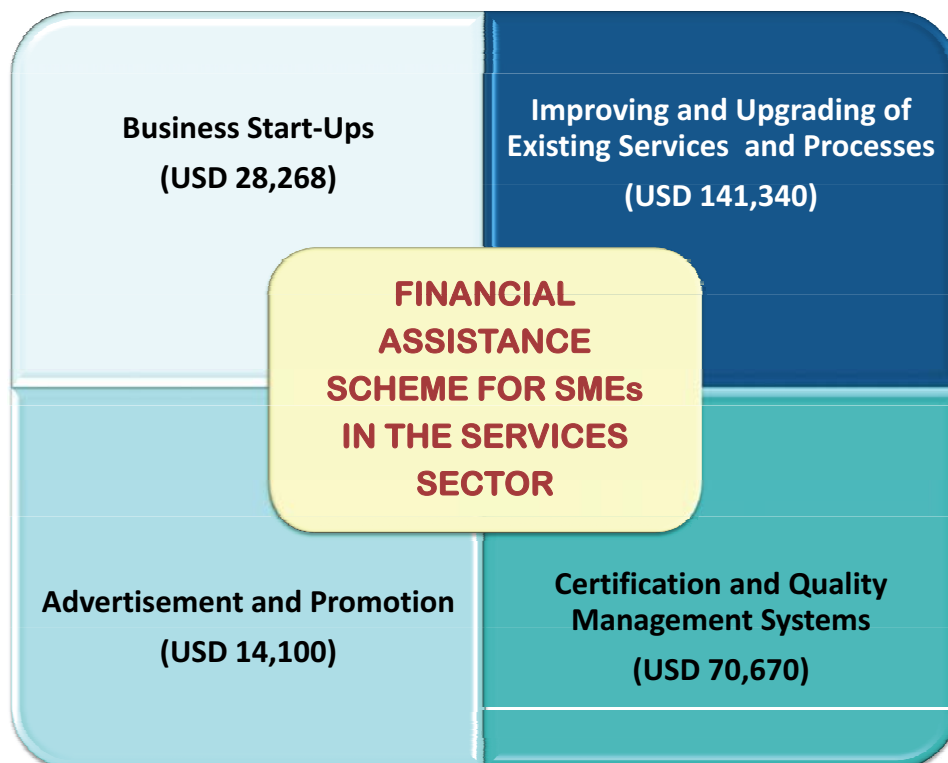 Business Start-Ups
(USD 28,268)
Improving and Upgrading of
Existing Services and Processes
(USD 141,340)
FINANCIAL
ASSISTANCE
SCHEME FOR SMEs
IN THE SERVICES
SECTOR
Advertisement and Promotion
(USD 14,100)
Certification and Quality
Management Systems
(USD 70,670)